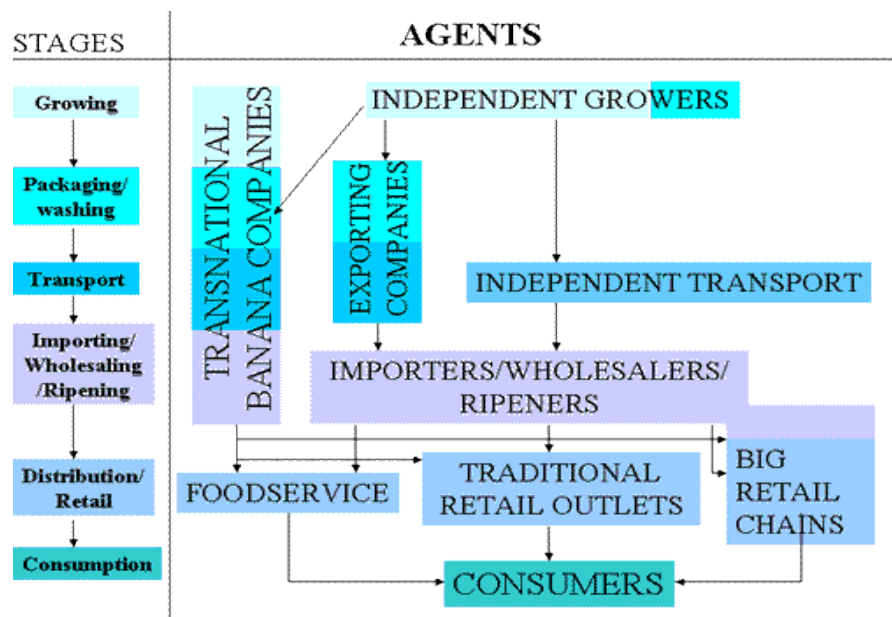 STAGES
AGENTS
Growing
Packaging/
washing
Transport
Importing/
Wholesaling
/Ripening
Distribution/
Retail
Consumption
TRANSNATIONAL
BANANA COMPANIES
INDEPENDENT GROWERS
EXPORTING
COMPANIES
INDEPENDENT TRANSPORT
IMPORTERS/WHOLESALERS/
RIPENERS
FOODSERVICE
TRADITIONAL
RETAIL OUTLETS
BIG
RETAIL
CHAINS
CONSUMERS